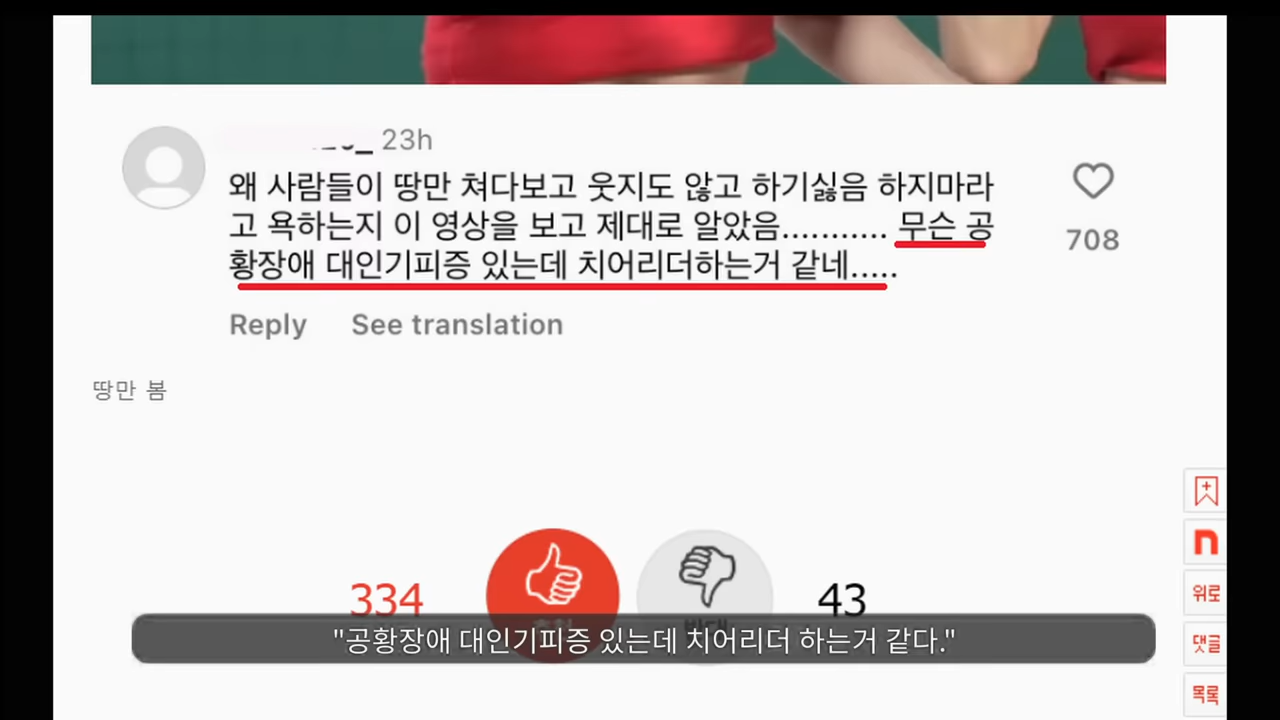 23h
왜 사람들이 땅만 쳐다보고 웃지도 않고 하기싫음 하지마라
고 욕하는지 이 영상을 보고 제대로 알았음........... 무슨 공
황장애 대인기피증 있는데 치어리더하는거 같네.....
708
Reply See translation
땅만 봄
334 43
"공황장애 대인기피증 있는데 치어리더 하는거 같다."
n
위로
댓글
목록